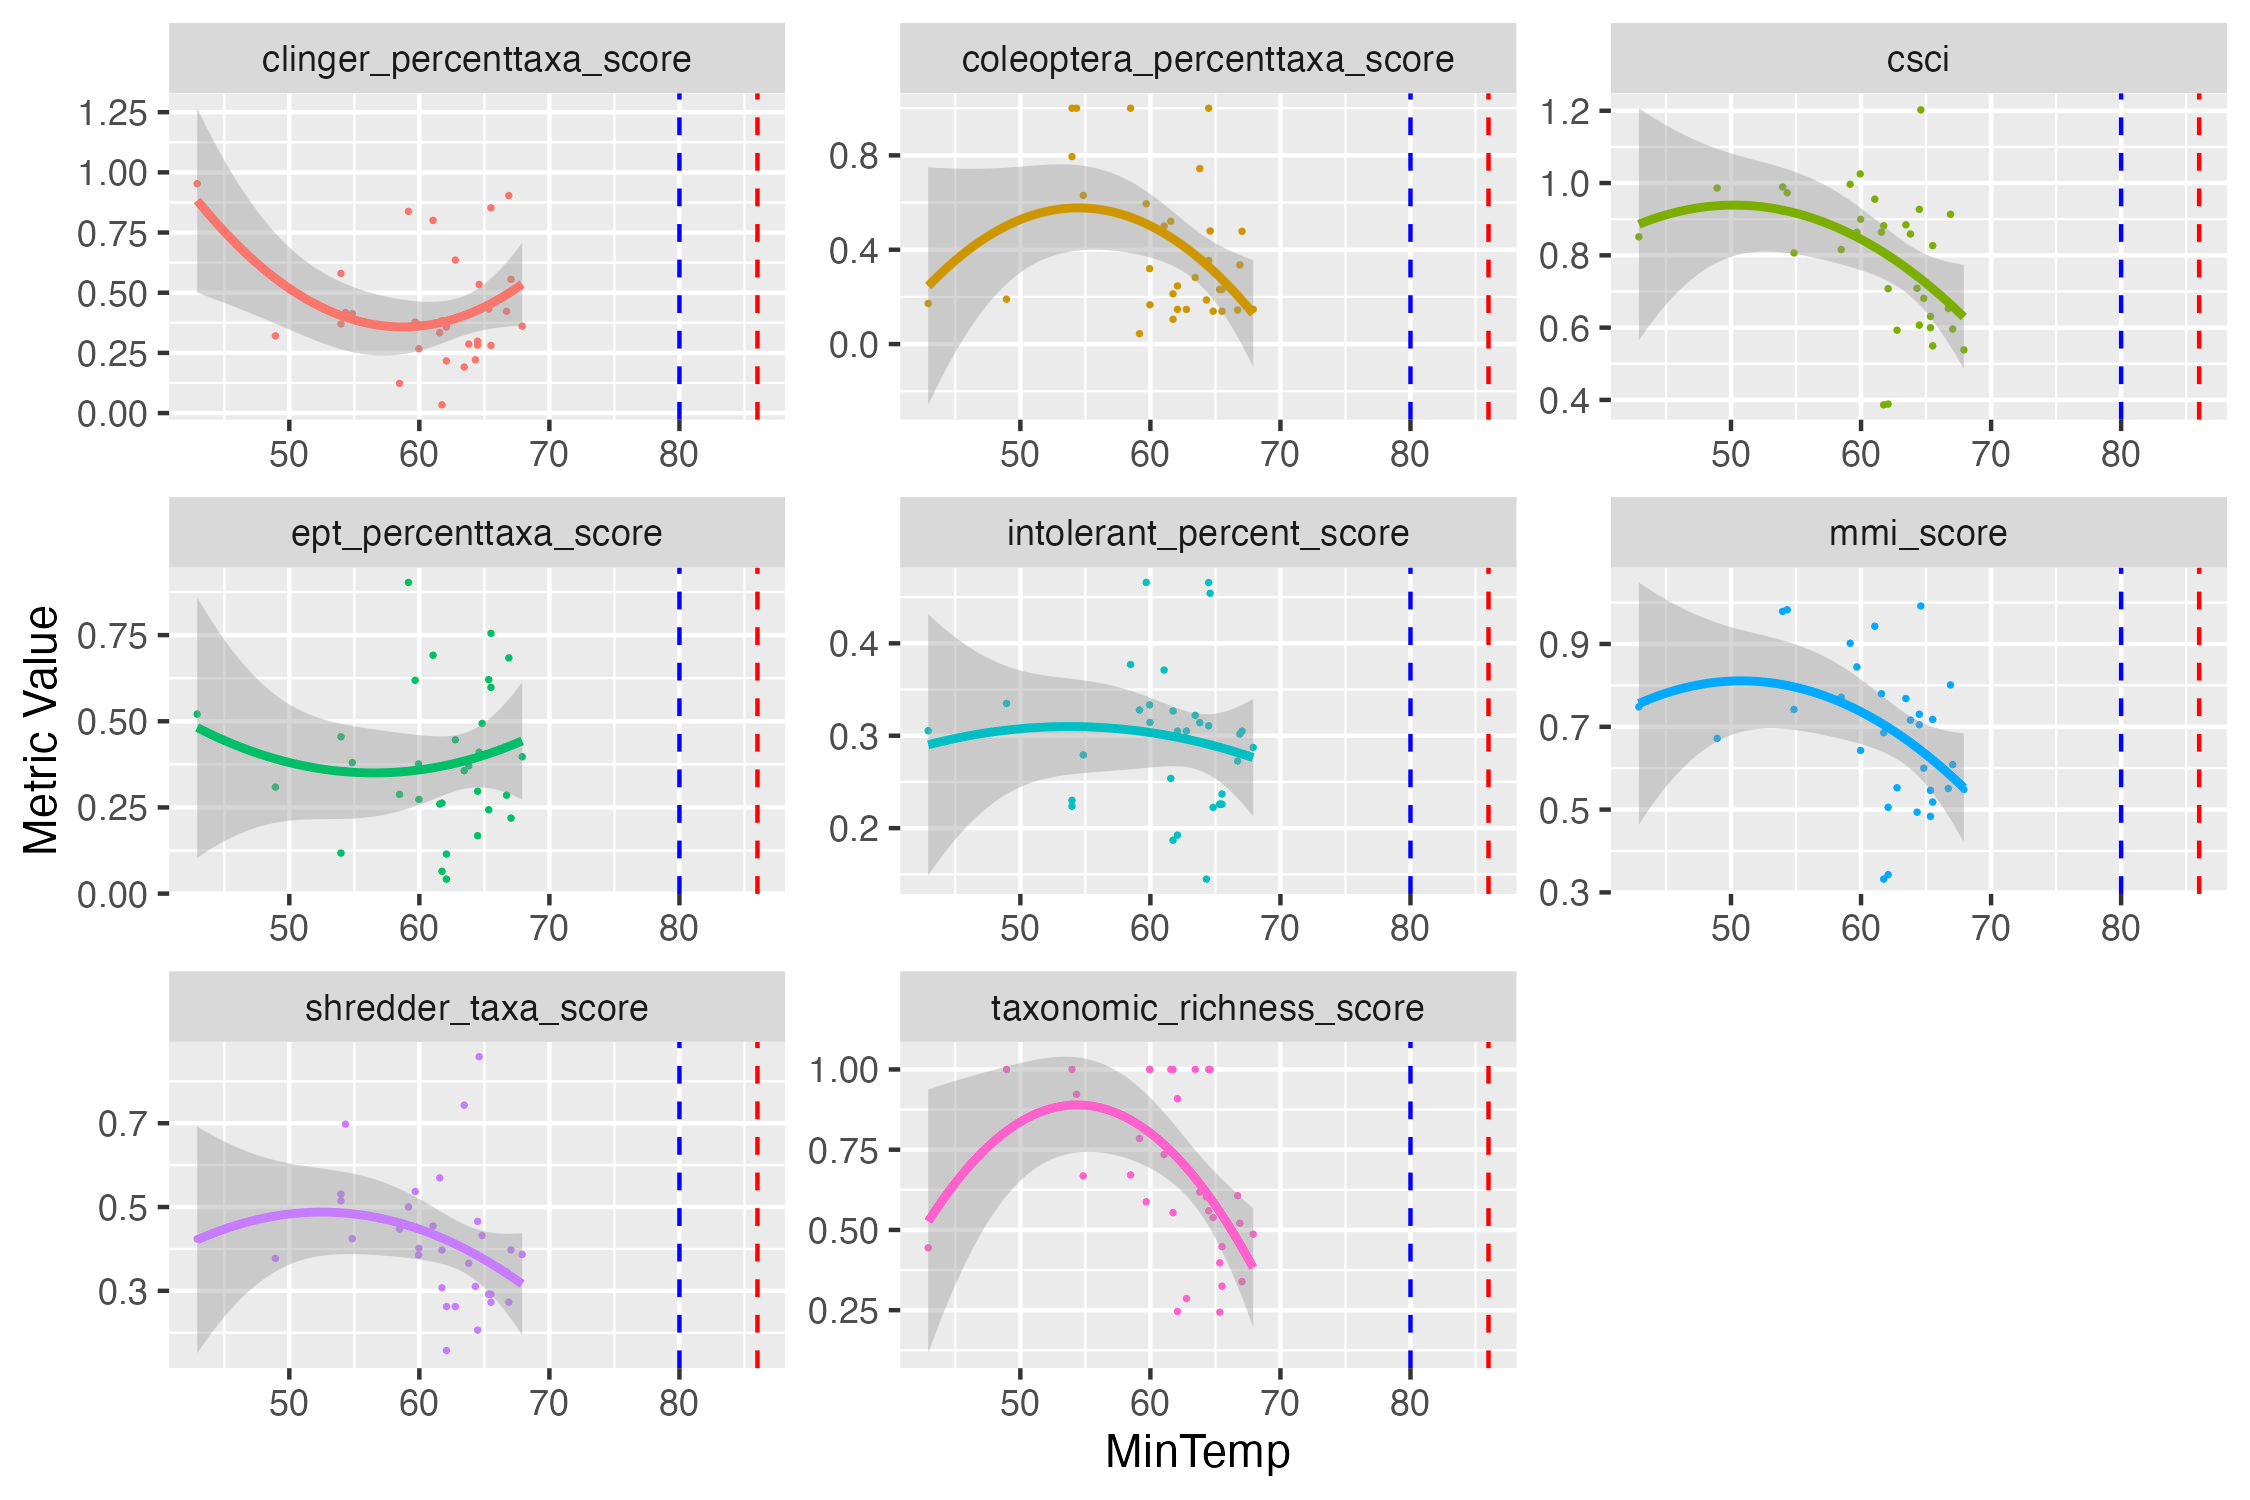 clinger_percenttaxa_score
coleoptera_percenttaxa_score
csci
1.25
1.00
0.75
0.50
0.25
0.00
50 60 70 80
0.8
0.4
0.0
50 60 70 80
1.2
1.0
0.8
0.6
0.4
50 60 70 80
ept_percenttaxa_score
intolerant_percent_score
mmi_score
Metric Value
0.75
0.50
0.25
0.00
50 60 70 80
0.4
0.3
0.2
50 60 70 80
0.9
0.7
0.5
0.3
50 60 70 80
shredder_taxa_score
taxonomic_richness_score
0.7
0.5
0.3
50 60 70 80
1.00
0.75
0.50
0.25
50 60 70 80
MinTemp